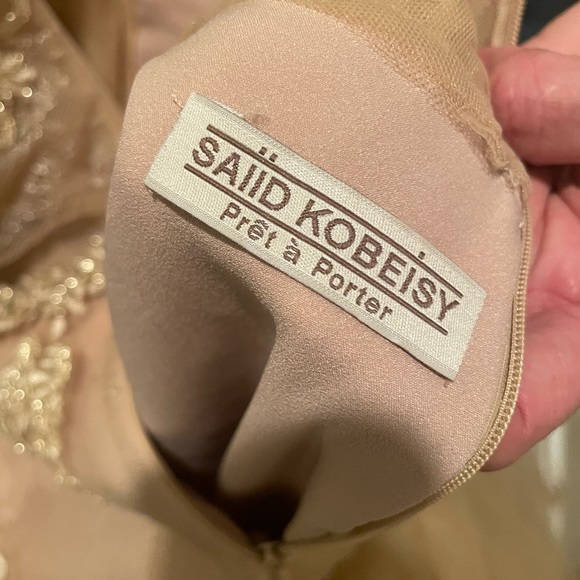 SAIID KOBEISY
Prêt à Porter